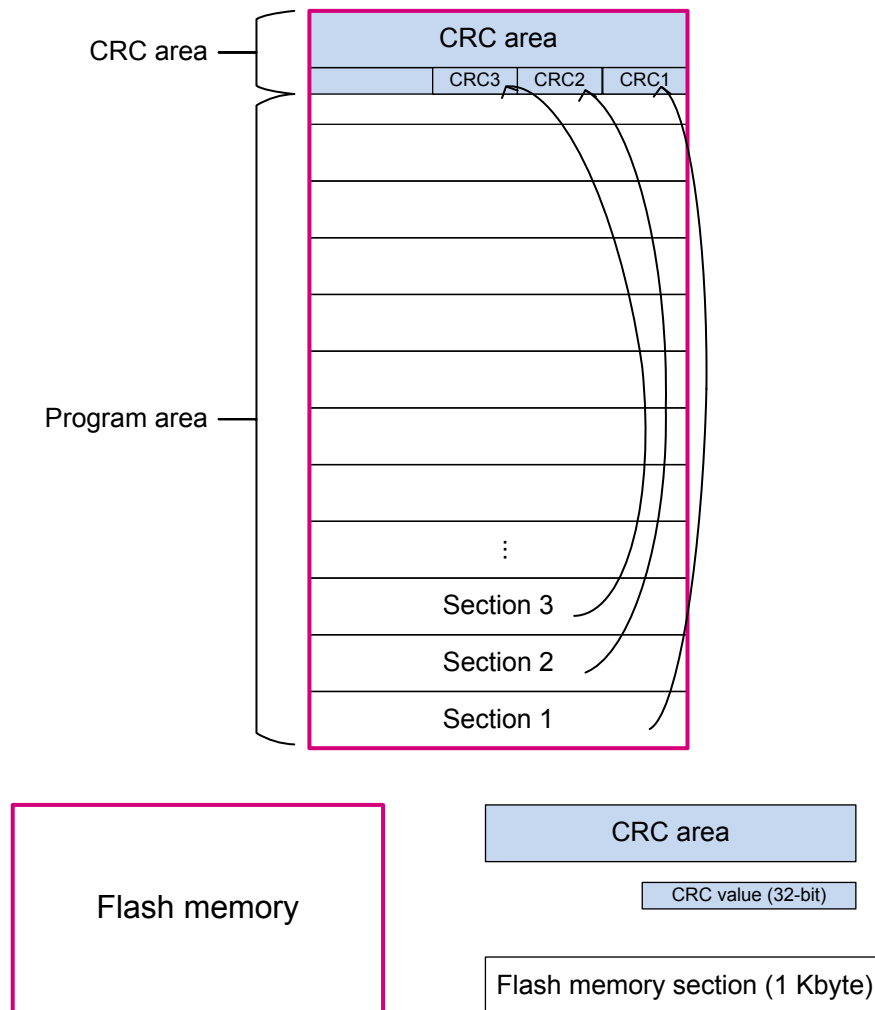 CRC area
CRC area
CRC3 CRC2 CRC1
Program area
...
Section 3
Section 2
Section 1
CRC area
CRC value (32-bit)
Flash memory
Flash memory section (1 Kbyte)